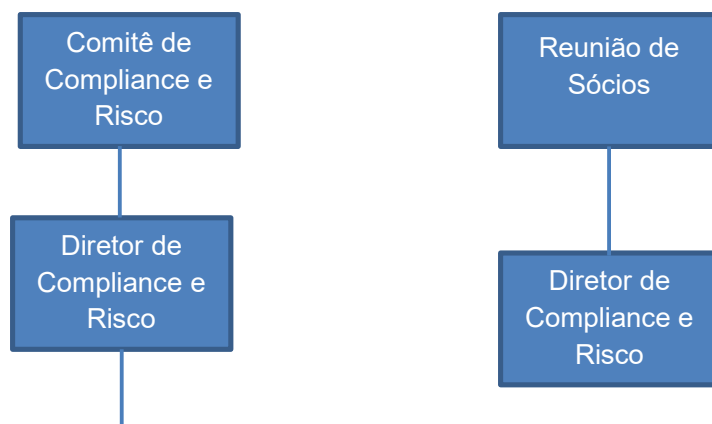 Comitê de
Compliance e
Risco
Diretor de
Compliance e
Risco
Reunião de
Sócios
Diretor de
Compliance e
Risco